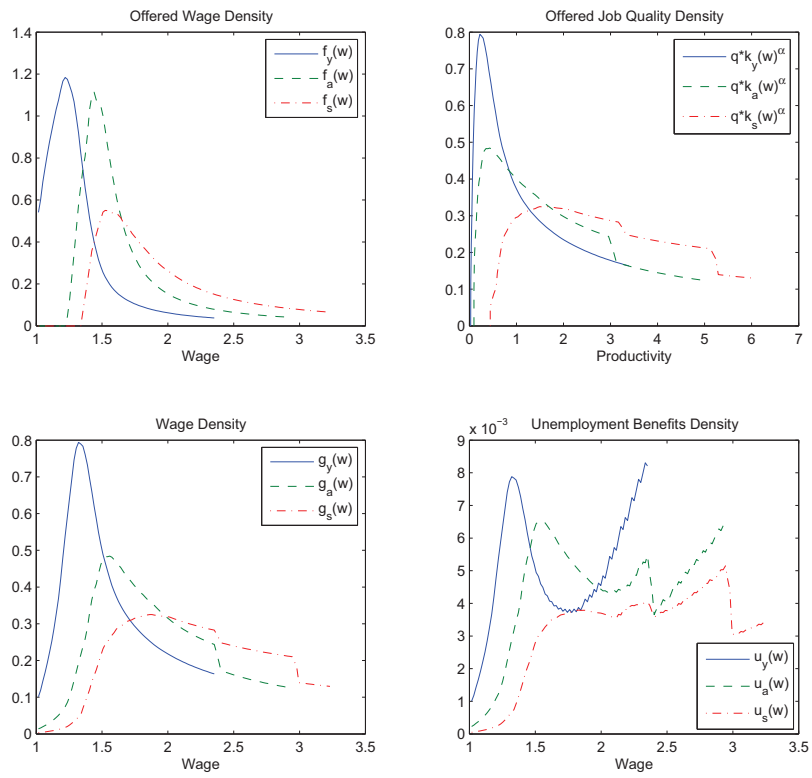 Offered Wage Density
1.4
1.2
1
0.8
0.6
0.4
0.2
0
1 1.5 2 2.5 3 3.5
Wage
f_y(w)
f_a(w)
f_s(w)
Offered Job Quality Density
0.8
0.7
0.6
0.5
0.4
0.3
0.2
0.1
0
0 1 2 3 4 5 6 7
Productivity
q*k_y(w)^α
q*k_a(w)^α
q*k_s(w)^α
Wage Density
0.8
0.7
0.6
0.5
0.4
0.3
0.2
0.1
0
1 1.5 2 2.5 3 3.5
Wage
g_y(w)
g_a(w)
g_s(w)
Unemployment Benefits Density
x 10^−3
9
8
7
6
5
4
3
2
1
0
1 1.5 2 2.5 3 3.5
Wage
u_y(w)
u_a(w)
u_s(w)